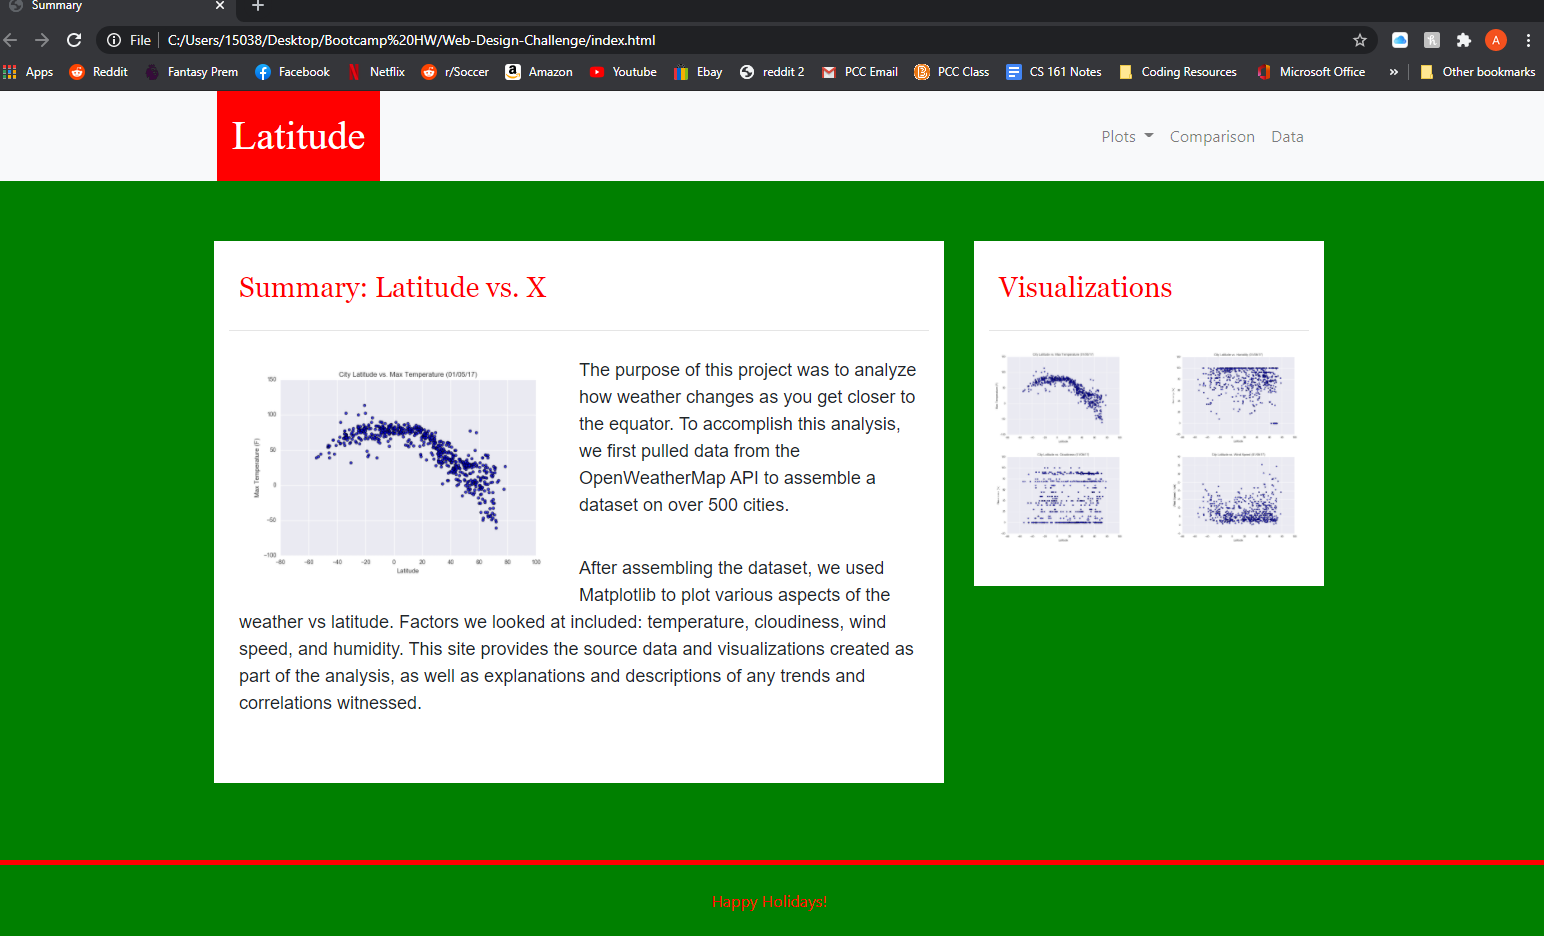 Summary
File
C:/Users/15038/Desktop/Bootcamp%20HW/Web-Design-Challenge/index.html
A
Apps
Reddit
Fantasy Prem
Facebook
Netflix
r/Soccer
Amazon
Youtube
Ebay
reddit 2
PCC Email
PCC Class
CS 161 Notes
Coding Resources
Microsoft Office
»
Other bookmarks
Latitude
Plots
Comparison
Data
Summary: Latitude vs. X
City Latitude vs. Max Temperature (01/05/17)
Max Temperature (F)
150
100
50
0
−50
−100
−80 −60 −40 −20 0 20 40 60 80 100
Latitude
The purpose of this project was to analyze
how weather changes as you get closer to
the equator. To accomplish this analysis,
we first pulled data from the
OpenWeatherMap API to assemble a
dataset on over 500 cities.
After assembling the dataset, we used
Matplotlib to plot various aspects of the
weather vs latitude. Factors we looked at included: temperature, cloudiness, wind
speed, and humidity. This site provides the source data and visualizations created as
part of the analysis, as well as explanations and descriptions of any trends and
correlations witnessed.
Visualizations
Happy Holidays!